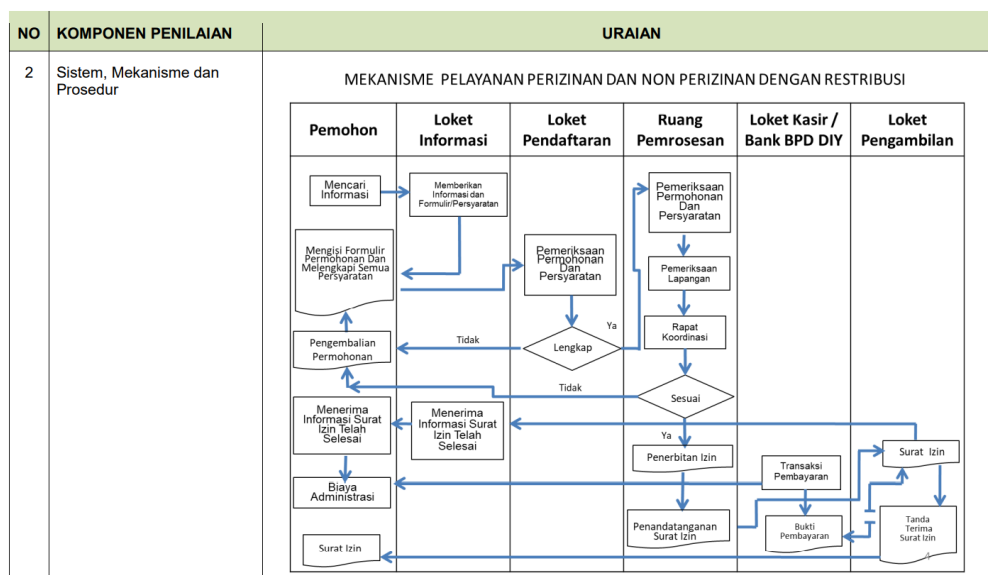 NO KOMPONEN PENILAIAN URAIAN
2 Sistem, Mekanisme dan
Prosedur
MEKANISME PELAYANAN PERIZINAN DAN NON PERIZINAN DENGAN RESTRIBUSI
Pemohon
Loket
Informasi
Loket
Pendaftaran
Ruang
Pemrosesan
Loket Kasir /
Bank BPD DIY
Loket
Pengambilan
Mencari
Informasi
Memberikan
Informasi dan
Formulir/Persyaratan
Pemeriksaan
Permohonan
Dan
Persyaratan
Mengisi Formulir
Permohonan Dan
Melengkapi Semua
Persyaratan
Pemeriksaan
Permohonan
Dan
Persyaratan
Pemeriksaan
Lapangan
Ya
Rapat
Koordinasi
Pengembalian
Permohonan
Tidak
Lengkap
Tidak
Sesuai
Menerima
Informasi Surat
Izin Telah
Selesai
Menerima
Informasi Surat
Izin Telah
Selesai
Ya
Penerbitan Izin
Surat Izin
Transaksi
Pembayaran
Biaya
Administrasi
Penandatanganan
Surat Izin
Bukti
Pembayaran
Tanda
Terima
Surat Izin
Surat Izin
4